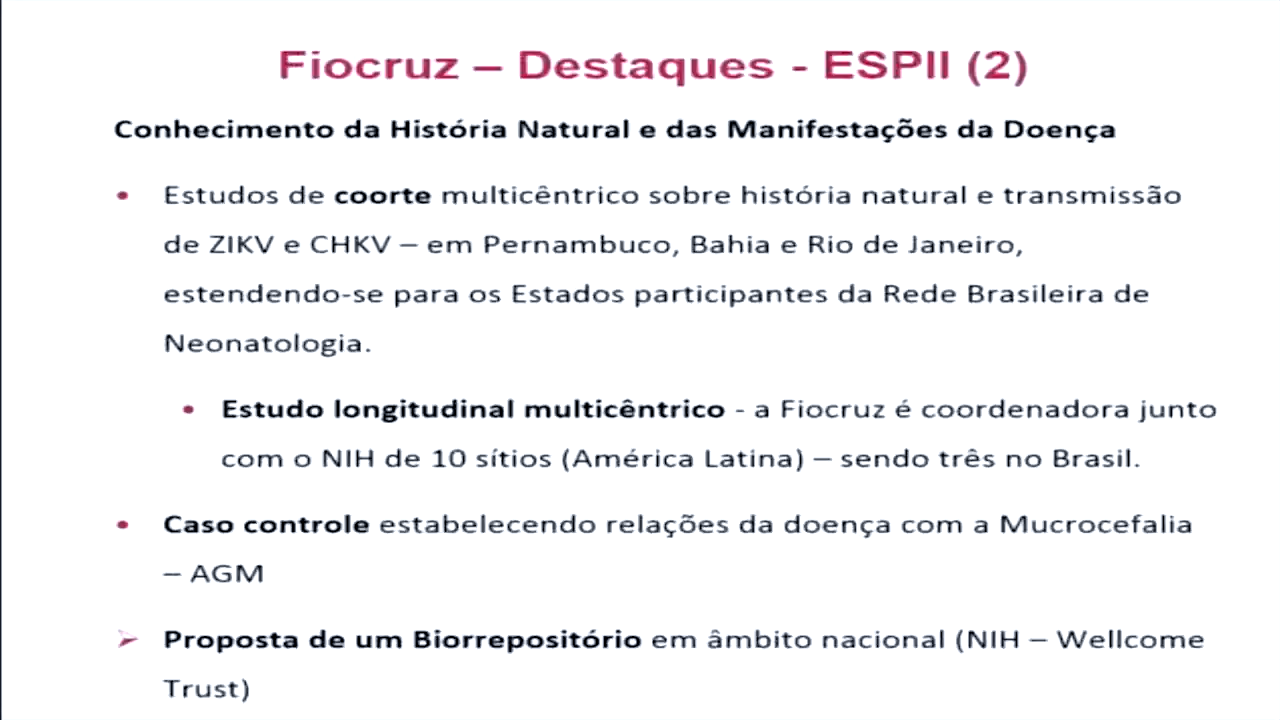 Fiocruz – Destaques - ESPII (2)
Conhecimento da História Natural e das Manifestações da Doença
• Estudos de coorte multicêntrico sobre história natural e transmissão
de ZIKV e CHKV – em Pernambuco, Bahia e Rio de Janeiro,
estendendo-se para os Estados participantes da Rede Brasileira de
Neonatologia.
• Estudo longitudinal multicêntrico - a Fiocruz é coordenadora junto
com o NIH de 10 sítios (América Latina) – sendo três no Brasil.
• Caso controle estabelecendo relações da doença com a Mucrocefalia
– AGM
➢ Proposta de um Biorrepositório em âmbito nacional (NIH – Wellcome
Trust)